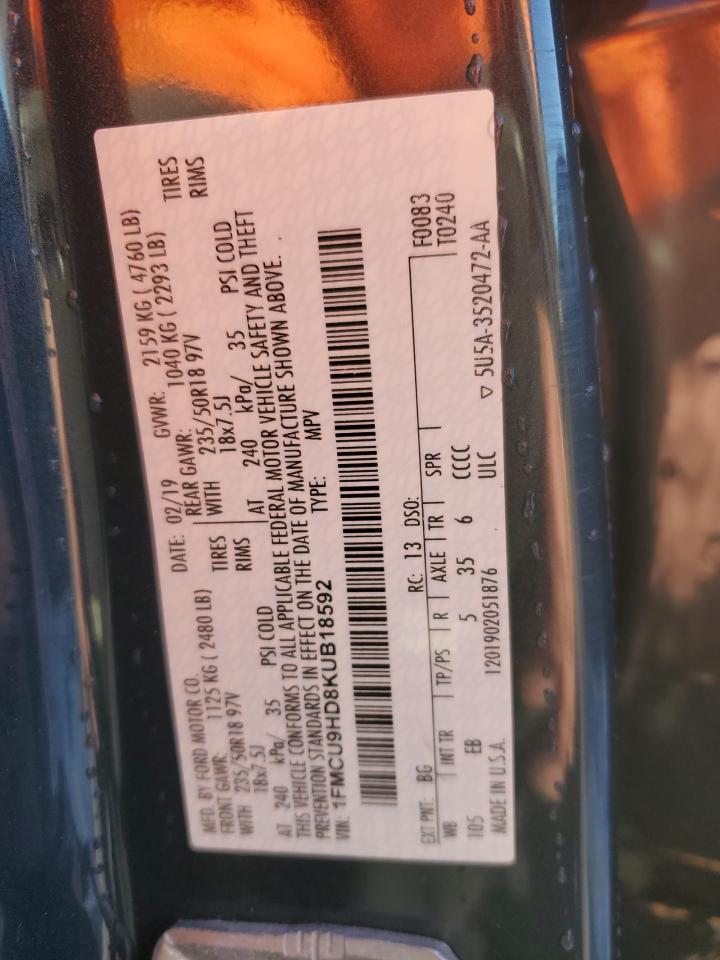 MFD. BY FORD MOTOR CO. DATE: 02/19 GVWR: 2159 KG ( 4760 LB)
FRONT GAWR: 1125 KG ( 2480 LB) REAR GAWR: 1040 KG ( 2293 LB)
WITH 235/50R18 97V TIRES WITH 235/50R18 97V TIRES
18x7.5J RIMS 18x7.5J RIMS
AT 240 kPa/ 35 PSI COLD AT 240 kPa/ 35 PSI COLD
THIS VEHICLE CONFORMS TO ALL APPLICABLE FEDERAL MOTOR VEHICLE SAFETY AND THEFT
PREVENTION STANDARDS IN EFFECT ON THE DATE OF MANUFACTURE SHOWN ABOVE.
VIN: 1FMCU9HD8KUB18592 TYPE: MPV
EXT PNT: BG RC: 13 DSO: F0083
WB INT TR TP/PS R AXLE TR SPR T0240
105 EB 5 35 6 CCCC
MADE IN U.S.A. 1201902051876 ULC ▽ 5U5A-3520472-AA